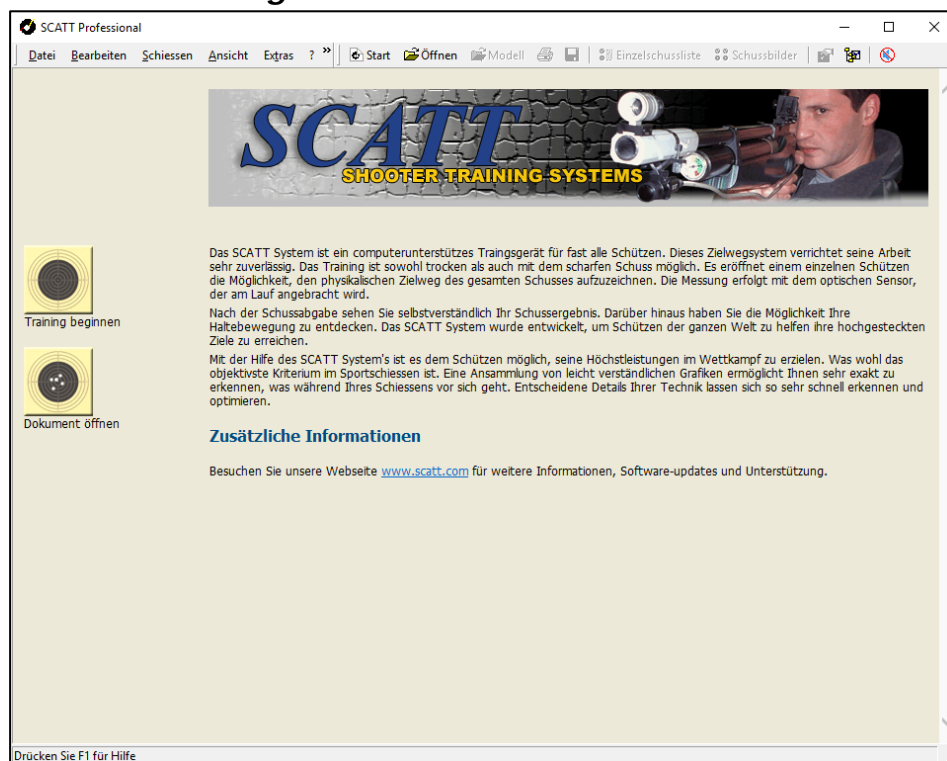 SCATT Professional
Datei Bearbeiten Schiessen Ansicht Extras ? » Start Öffnen Modell Einzelschussliste Schussbilder
SCATT
SHOOTER TRAINING SYSTEMS
Training beginnen
Dokument öffnen
Das SCATT System ist ein computerunterstützes Traingsgerät für fast alle Schützen. Dieses Zielwegsystem verrichtet seine Arbeit
sehr zuverlässig. Das Training ist sowohl trocken als auch mit dem scharfen Schuss möglich. Es eröffnet einem einzelnen Schützen
die Möglichkeit, den physikalischen Zielweg des gesamten Schusses aufzuzeichnen. Die Messung erfolgt mit dem optischen Sensor,
der am Lauf angebracht wird.
Nach der Schussabgabe sehen Sie selbstverständlich Ihr Schussergebnis. Darüber hinaus haben Sie die Möglichkeit Ihre
Haltebewegung zu entdecken. Das SCATT System wurde entwickelt, um Schützen der ganzen Welt zu helfen ihre hochgesteckten
Ziele zu erreichen.
Mit der Hilfe des SCATT System's ist es dem Schützen möglich, seine Höchstleistungen im Wettkampf zu erzielen. Was wohl das
objektivste Kriterium im Sportschiessen ist. Eine Ansammlung von leicht verständlichen Grafiken ermöglicht Ihnen sehr exakt zu
erkennen, was während Ihres Schiessens vor sich geht. Entscheidene Details Ihrer Technik lassen sich so sehr schnell erkennen und
optimieren.
Zusätzliche Informationen
Besuchen Sie unsere Webseite www.scatt.com für weitere Informationen, Software-updates und Unterstützung.
Drücken Sie F1 für Hilfe